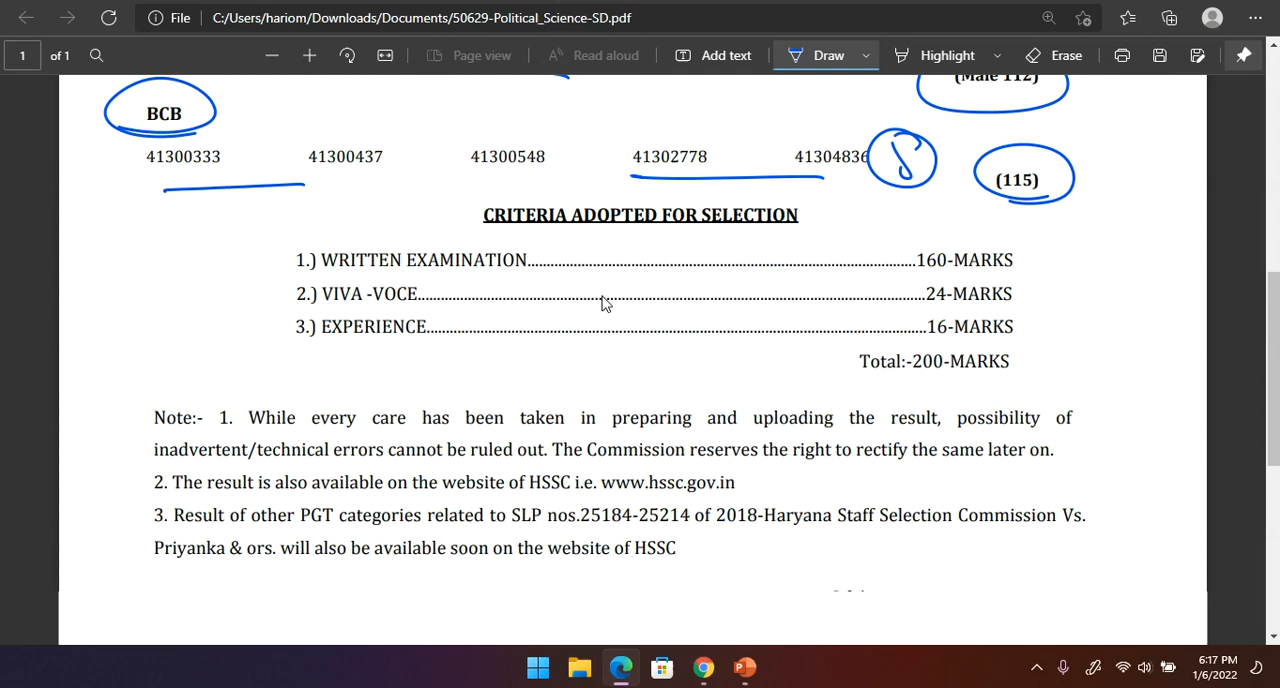 File C:/Users/hariom/Downloads/Documents/50629-Political_Science-SD.pdf
1 of 1 Page view Read aloud Add text Draw Highlight Erase
(Male 112)
BCB
41300333 41300437 41300548 41302778 41304836 8
(115)
CRITERIA ADOPTED FOR SELECTION
1.) WRITTEN EXAMINATION....................160-MARKS
2.) VIVA -VOCE....................24-MARKS
3.) EXPERIENCE....................16-MARKS
Total:-200-MARKS
Note:- 1. While every care has been taken in preparing and uploading the result, possibility of
inadvertent/technical errors cannot be ruled out. The Commission reserves the right to rectify the same later on.
2. The result is also available on the website of HSSC i.e. www.hssc.gov.in
3. Result of other PGT categories related to SLP nos.25184-25214 of 2018-Haryana Staff Selection Commission Vs.
Priyanka & ors. will also be available soon on the website of HSSC
6:17 PM
1/6/2022